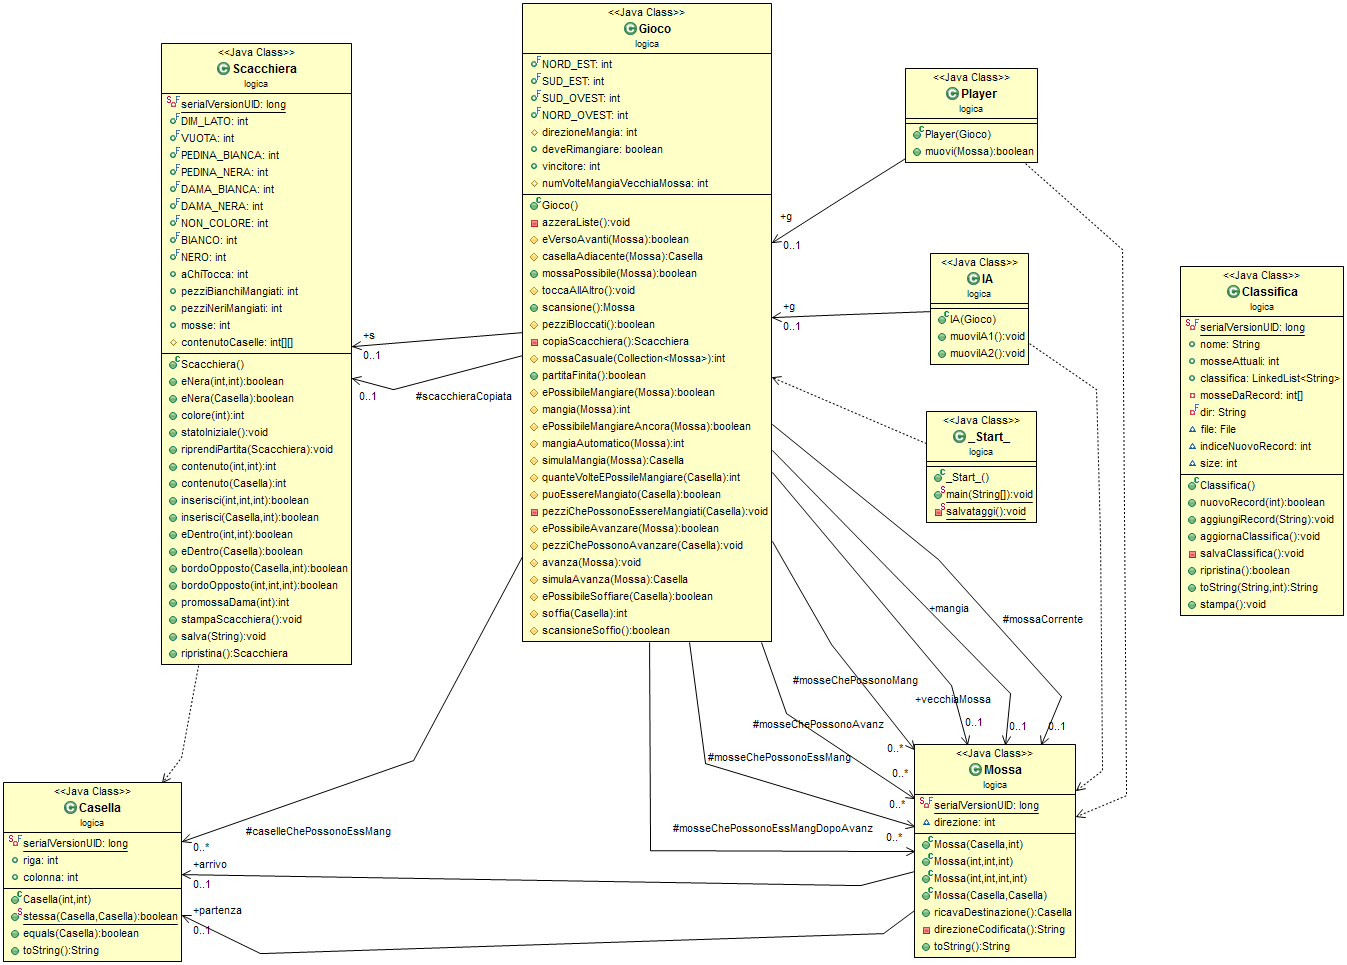 <<Java Class>>
Scacchiera
logica
serialVersionUID: long
DIM_LATO: int
VUOTA: int
PEDINA_BIANCA: int
PEDINA_NERA: int
DAMA_BIANCA: int
DAMA_NERA: int
NON_COLORE: int
BIANCO: int
NERO: int
aChiTocca: int
pezziBianchiMangiati: int
pezziNeriMangiati: int
mosse: int
contenutoCaselle: int[][]
Scacchiera()
eNera(int,int):boolean
eNera(Casella):boolean
colore(int):int
statoIniziale():void
riprendiPartita(Scacchiera):void
contenuto(int,int):int
contenuto(Casella):int
inserisci(int,int,int):boolean
inserisci(Casella,int):boolean
eDentro(int,int):boolean
eDentro(Casella):boolean
bordoOpposto(Casella,int):boolean
bordoOpposto(int,int,int):boolean
promossaDama(int):int
stampaScacchiera():void
salva(String):void
ripristina():Scacchiera
<<Java Class>>
Gioco
logica
NORD_EST: int
SUD_EST: int
SUD_OVEST: int
NORD_OVEST: int
direzioneMangia: int
deveRimangiare: boolean
vincitore: int
numVolteMangiaVecchiaMossa: int
Gioco()
azzeraListe():void
eVersoAvanti(Mossa):boolean
casellaAdiacente(Mossa):Casella
mossaPossibile(Mossa):boolean
toccaAllAltro():void
scansione():Mossa
pezziBloccati():boolean
copiaScacchiera():Scacchiera
mossaCasuale(Collection<Mossa>):int
partitaFinita():boolean
ePossibileMangiare(Mossa):boolean
mangia(Mossa):int
ePossibileMangiareAncora(Mossa):boolean
mangiaAutomatico(Mossa):int
simulaMangia(Mossa):Casella
quanteVolteEPossileMangiare(Casella):int
puoEssereMangiato(Casella):boolean
pezziChePossonoEssereMangiati(Casella):void
ePossibileAvanzare(Mossa):boolean
pezziChePossonoAvanzare(Casella):void
avanza(Mossa):void
simulaAvanza(Mossa):Casella
ePossibileSoffiare(Casella):boolean
soffia(Casella):int
scansioneSoffio():boolean
<<Java Class>>
Player
logica
Player(Gioco)
muovi(Mossa):boolean
<<Java Class>>
IA
logica
IA(Gioco)
muoviIA1():void
muoviIA2():void
<<Java Class>>
_Start_
_Start_()
main(String[]):void
salvataggi():void
logica
<<Java Class>>
Classifica
logica
serialVersionUID: long
nome: String
mosseAttuali: int
classifica: LinkedList<String>
mosseDaRecord: int[]
dir: String
file: File
indiceNuovoRecord: int
size: int
Classifica()
nuovoRecord(int):boolean
aggiungiRecord(String):void
aggiornaClassifica():void
salvaClassifica():void
ripristina():boolean
toString(String,int):String
stampa():void
+g
0..1
+g
0..1
+s
0..1
0..1
#scacchieraCopiata
+mangia
#mossaCorrente
#mosseChePossonoMang
+vecchiaMossa
0..1
0..1
0..1
#mosseChePossonoAvanz
0..*
#mosseChePossonoEssMang
0..*
0..*
#mosseChePossonoEssMangDopoAvanz
0..*
#caselleChePossonoEssMang
0..*
+arrivo
0..1
+partenza
0..1
<<Java Class>>
Casella
logica
serialVersionUID: long
riga: int
colonna: int
Casella(int,int)
stessa(Casella,Casella):boolean
equals(Casella):boolean
toString():String
<<Java Class>>
Mossa
logica
serialVersionUID: long
direzione: int
Mossa(Casella,int)
Mossa(int,int,int)
Mossa(int,int,int,int)
Mossa(Casella,Casella)
ricavaDestinazione():Casella
direzioneCodificata():String
toString():String